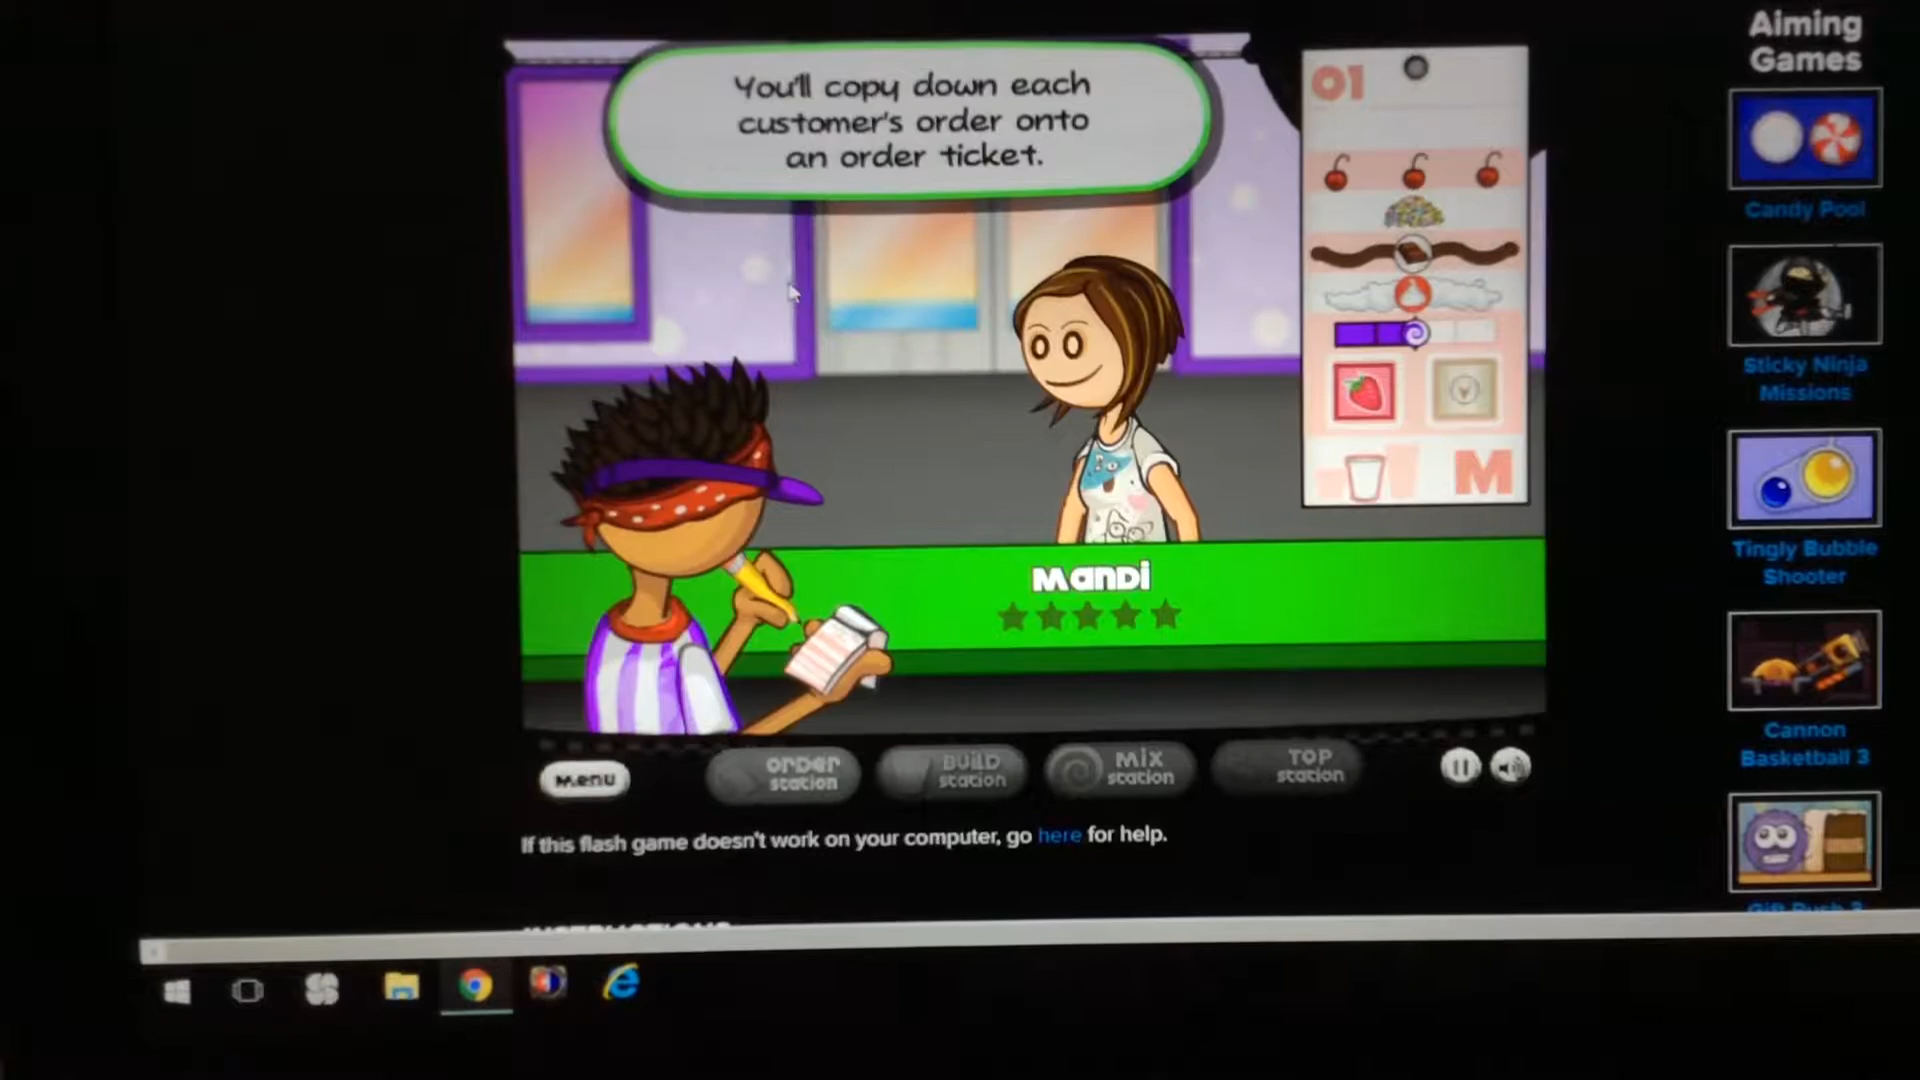 You'll copy down each
customer's order onto
an order ticket.
01
M
Mandi
Menu
Order
station
Build
station
Mix
station
Top
station
If this flash game doesn't work on your computer, go here for help.
INSTRUCTIONS
Aiming
Games
Candy Pool
Sticky Ninja
Missions
Tingly Bubble
Shooter
Cannon
Basketball 3